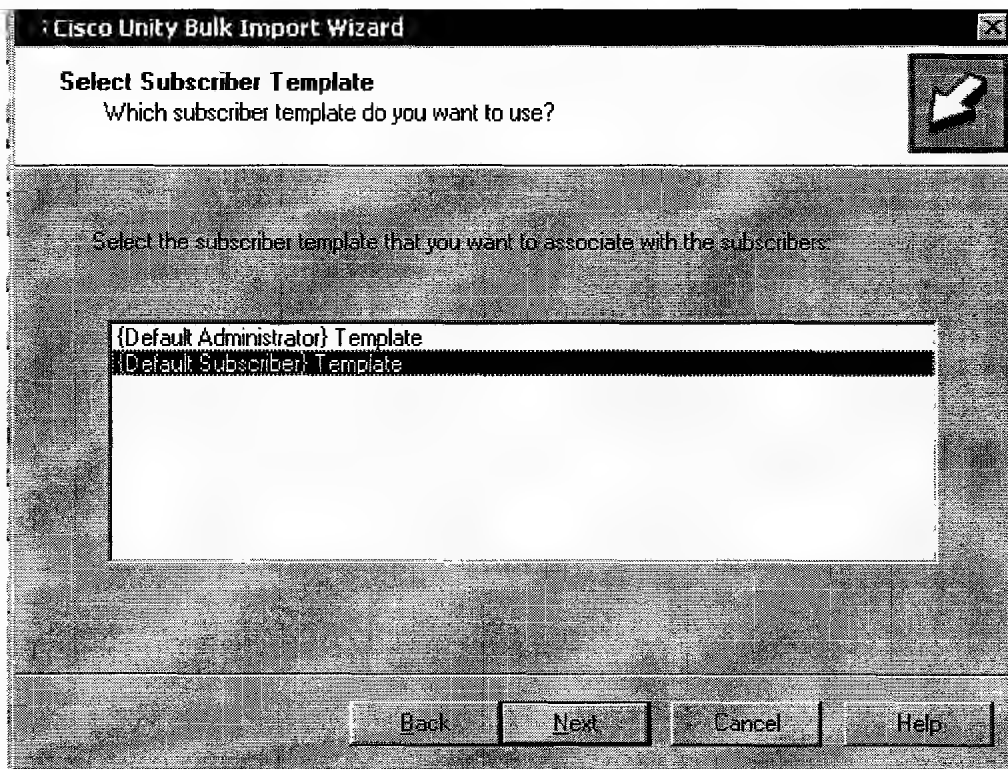 Cisco Unity Bulk Import Wizard
Select Subscriber Template
Which subscriber template do you want to use?
Select the subscriber template that you want to associate with the subscribers:
{Default Administrator} Template
{Default Subscriber} Template
Back Next Cancel Help